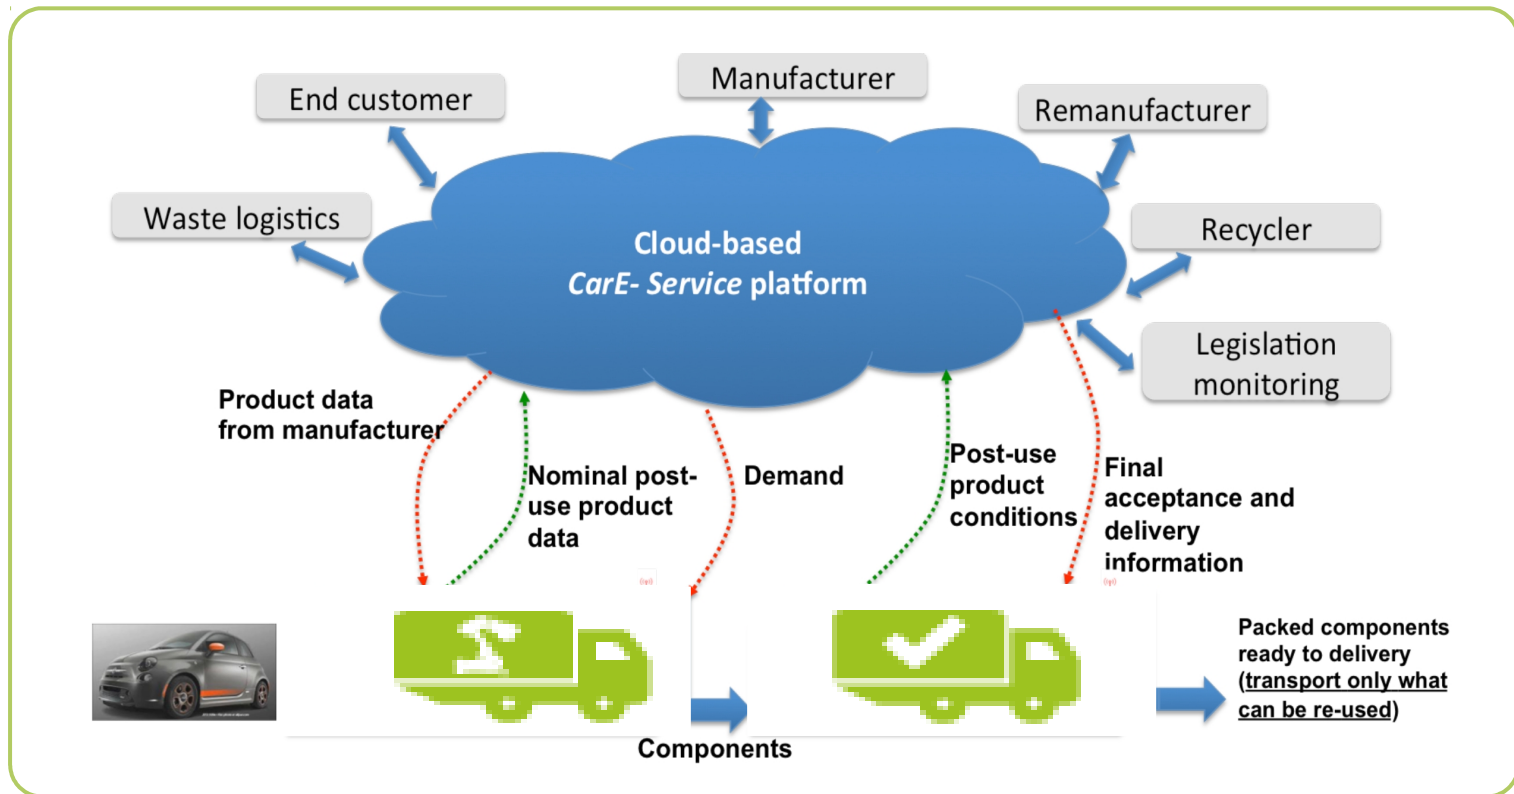 Manufacturer
End customer
Remanufacturer
Waste logistics
Recycler
Cloud-based
CarE- Service platform
Legislation
monitoring
Product data
from manufacturer
Nominal post-
use product
data
Demand
Post-use
product
conditions
Final
acceptance and
delivery
information
Components
Packed components
ready to delivery
(transport only what
can be re-used)